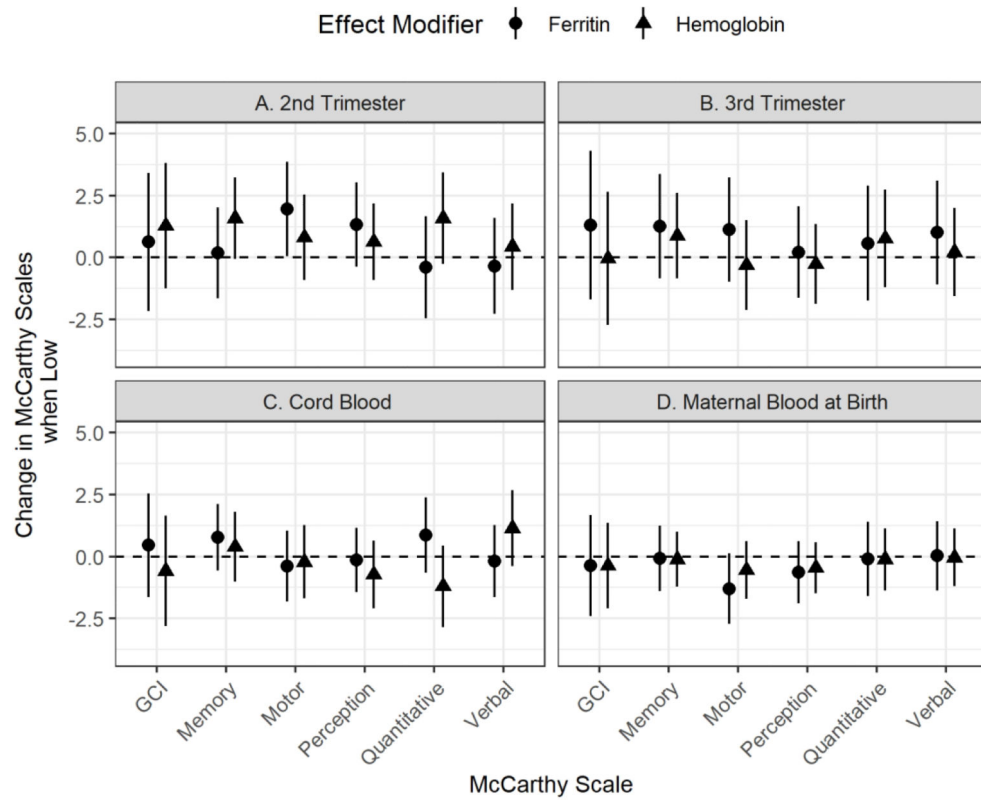 Effect Modifier Ferritin Hemoglobin
A. 2nd Trimester
B. 3rd Trimester
5.0
2.5
0.0
-2.5
C. Cord Blood
D. Maternal Blood at Birth
5.0
2.5
0.0
-2.5
Change in McCarthy Scales
when Low
GCI
Memory
Motor
Perception
Quantitative
Verbal
GCI
Memory
Motor
Perception
Quantitative
Verbal
McCarthy Scale